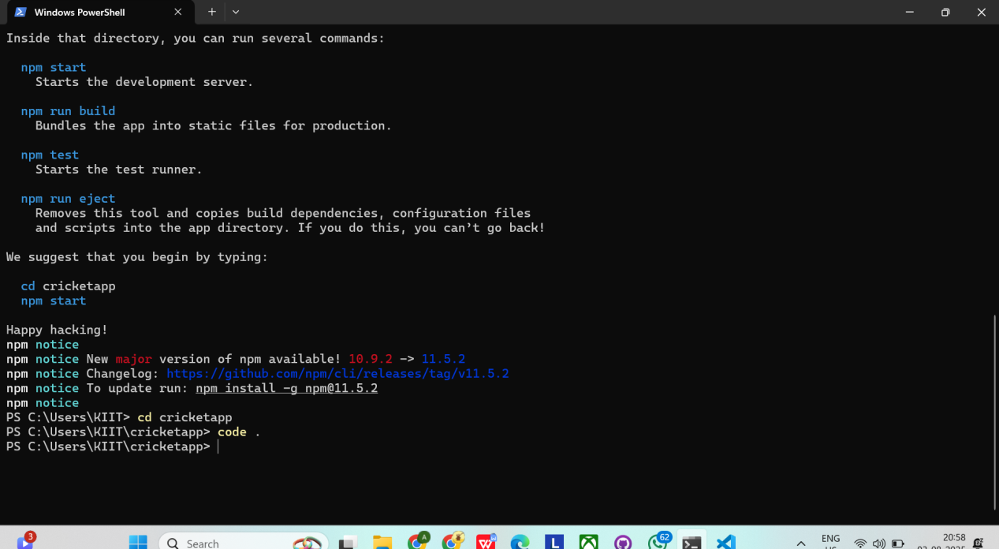 Windows PowerShell
Inside that directory, you can run several commands:
npm start
Starts the development server.
npm run build
Bundles the app into static files for production.
npm test
Starts the test runner.
npm run eject
Removes this tool and copies build dependencies, configuration files
and scripts into the app directory. If you do this, you can’t go back!
We suggest that you begin by typing:
cd cricketapp
npm start
Happy hacking!
npm notice
npm notice New major version of npm available! 10.9.2 -> 11.5.2
npm notice Changelog: https://github.com/npm/cli/releases/tag/v11.5.2
npm notice To update run: npm install -g npm@11.5.2
npm notice
PS C:\Users\KIIT> cd cricketapp
PS C:\Users\KIIT\cricketapp> code .
PS C:\Users\KIIT\cricketapp>
3
Search
A
W
L
62
ENG
20:58